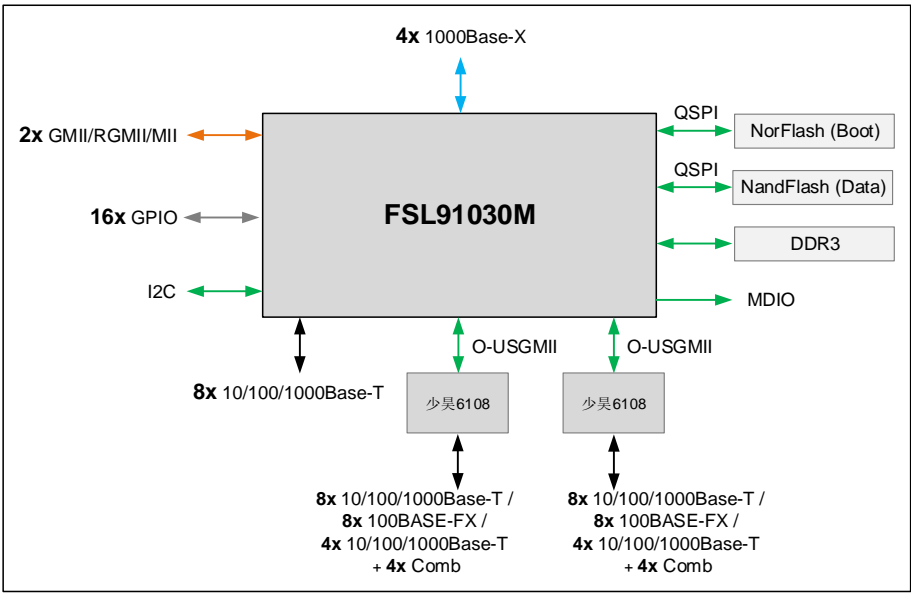 4x 1000Base-X
2x GMII/RGMII/MII
16x GPIO
I2C
FSL91030M
QSPI
NorFlash (Boot)
QSPI
NandFlash (Data)
DDR3
MDIO
8x 10/100/1000Base-T
O-USGMII
O-USGMII
少昊6108
少昊6108
8x 10/100/1000Base-T /
8x 100BASE-FX /
4x 10/100/1000Base-T
+ 4x Comb
8x 10/100/1000Base-T /
8x 100BASE-FX /
4x 10/100/1000Base-T
+ 4x Comb